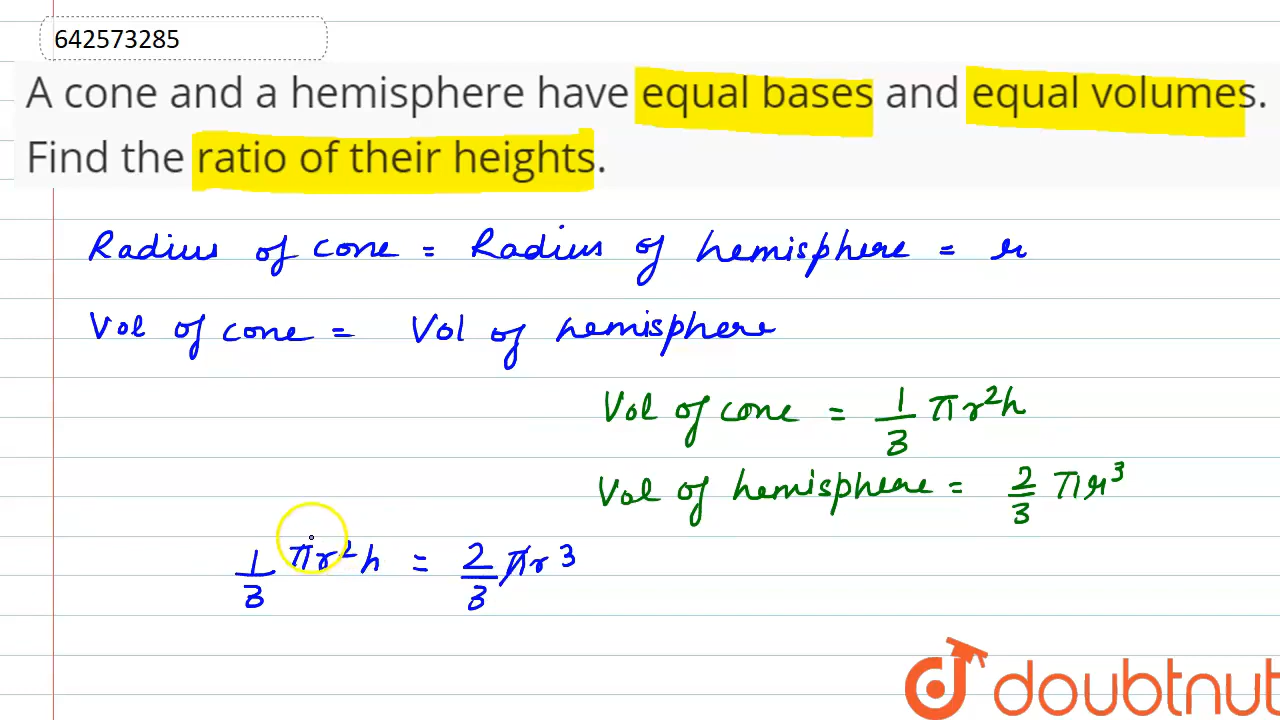 642573285
A cone and a hemisphere have equal bases and equal volumes.
Find the ratio of their heights.
Radius of cone = Radius of hemisphere = r
Vol of cone = Vol of hemisphere
Vol of cone = 1/3 πr²h
Vol of hemisphere = 2/3 πr³
1/3 πr²h = 2/3 πr³
doubtnut